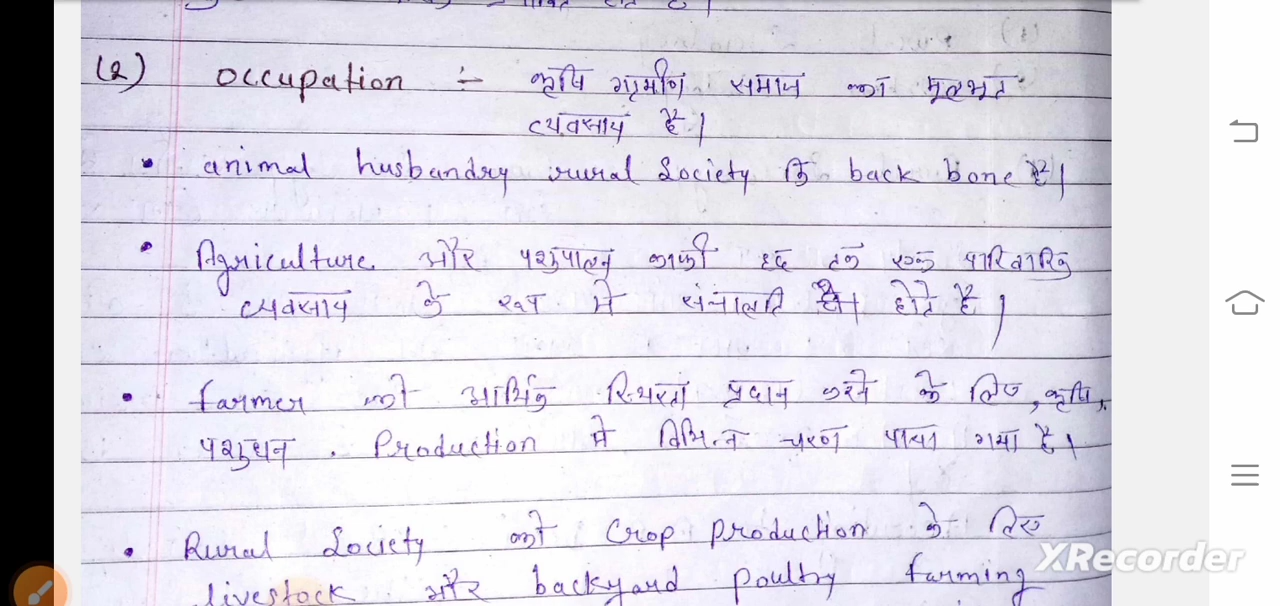 (2) Occupation ÷ कृषि ग्रामीण समाज का मूलभूत
व्यवसाय है।
• animal husbandry rural Society कि back bone है।
• Agriculture और पशुपालन काफी हद तक एक पारिवारिक
व्यवसाय के रूप मे संचालति होते है।
• farmer को आर्थिक स्थिरता प्रदान करने के लिए, कृषि,
पशुधन . Production मे विभिन्न चरण पाया गया है।
• Rural Society को Crop production के लिए
livestock और backyard poultry farming
XRecorder